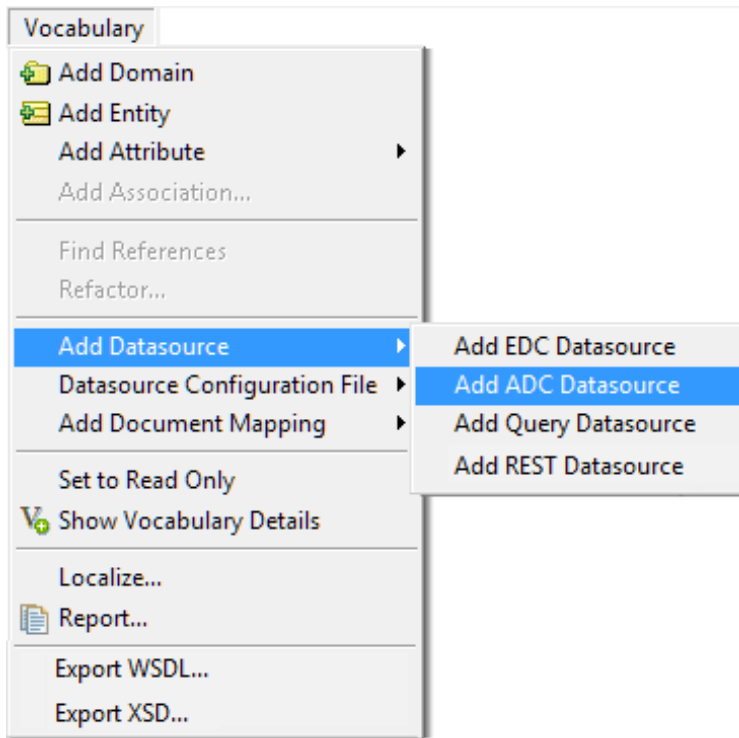 Vocabulary
Add Domain
Add Entity
Add Attribute
Add Association...
Find References
Refactor...
Add Datasource
Datasource Configuration File
Add Document Mapping
Set to Read Only
Show Vocabulary Details
Localize...
Report...
Export WSDL...
Export XSD...
Add EDC Datasource
Add ADC Datasource
Add Query Datasource
Add REST Datasource